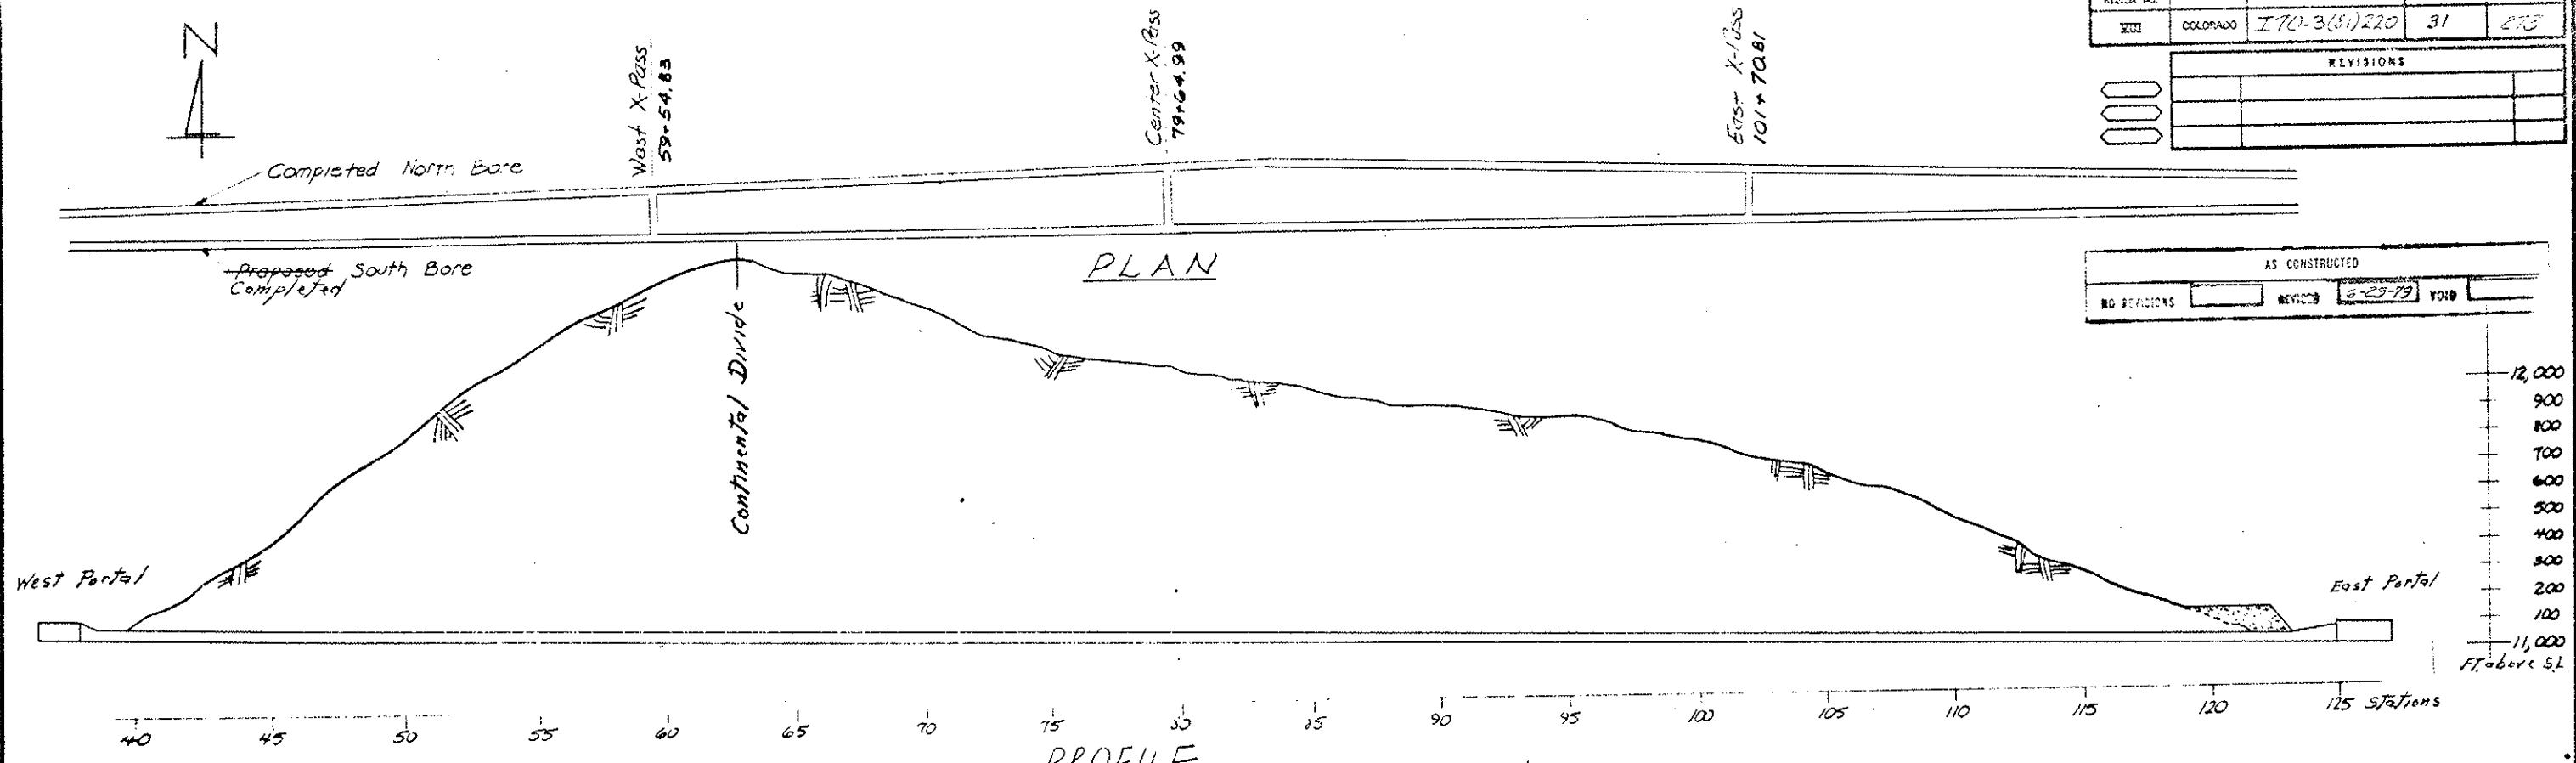 N
West X-Pass
59+54.83
Center X-Pass
79+64.99
East X-Pass
101+70.81
VIII COLORADO I70-3(51)220 31
REVISIONS
Completed North Bore
Proposed South Bore
Completed
PLAN
AS CONSTRUCTED
NO REVISIONS REVISED 6-29-79 VOID
Continental Divide
12,000
900
800
700
600
500
400
300
200
100
11,000
FT. above S.L.
West Portal
East Portal
40 45 50 55 60 65 70 75 80 85 90 95 100 105 110 115 120 125 Stations
PROFILE